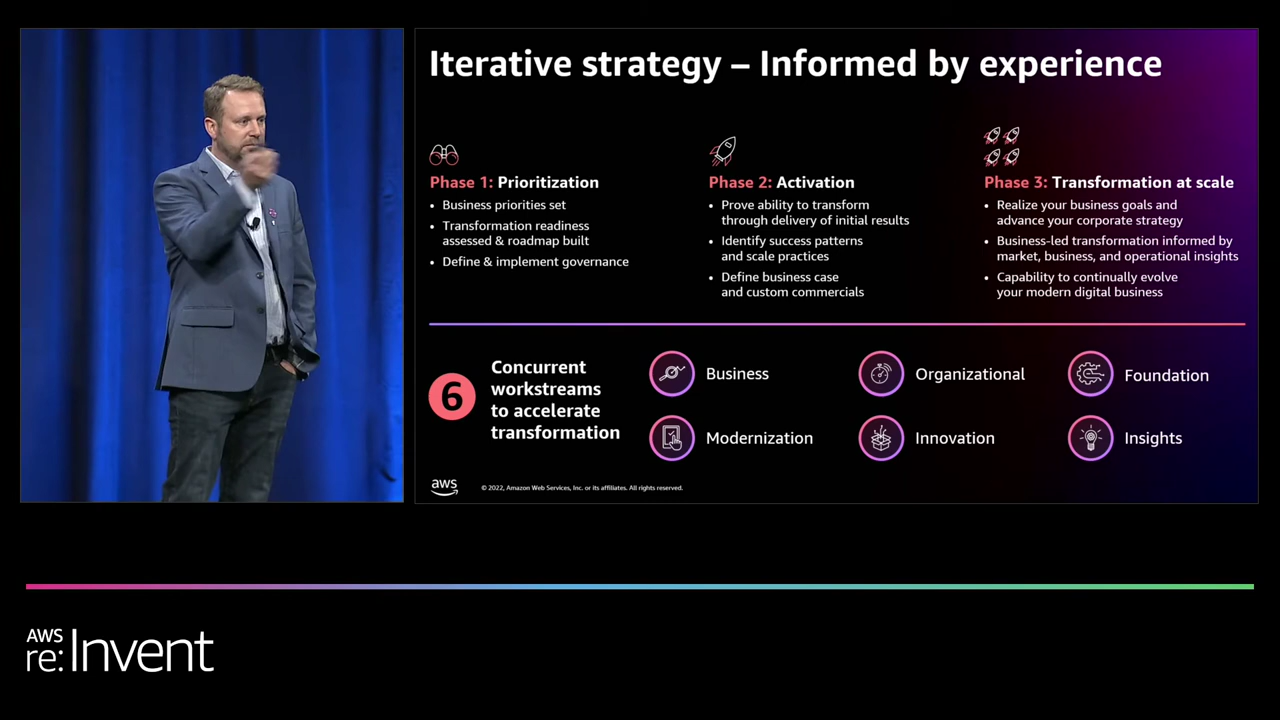 Iterative strategy – Informed by experience
Phase 1: Prioritization
• Business priorities set
• Transformation readiness
assessed & roadmap built
• Define & implement governance
Phase 2: Activation
• Prove ability to transform
through delivery of initial results
• Identify success patterns
and scale practices
• Define business case
and custom commercials
Phase 3: Transformation at scale
• Realize your business goals and
advance your corporate strategy
• Business-led transformation informed by
market, business, and operational insights
• Capability to continually evolve
your modern digital business
6
Concurrent
workstreams
to accelerate
transformation
Business
Organizational
Foundation
Modernization
Innovation
Insights
aws
© 2022, Amazon Web Services, Inc. or its affiliates. All rights reserved.
AWS
re:Invent